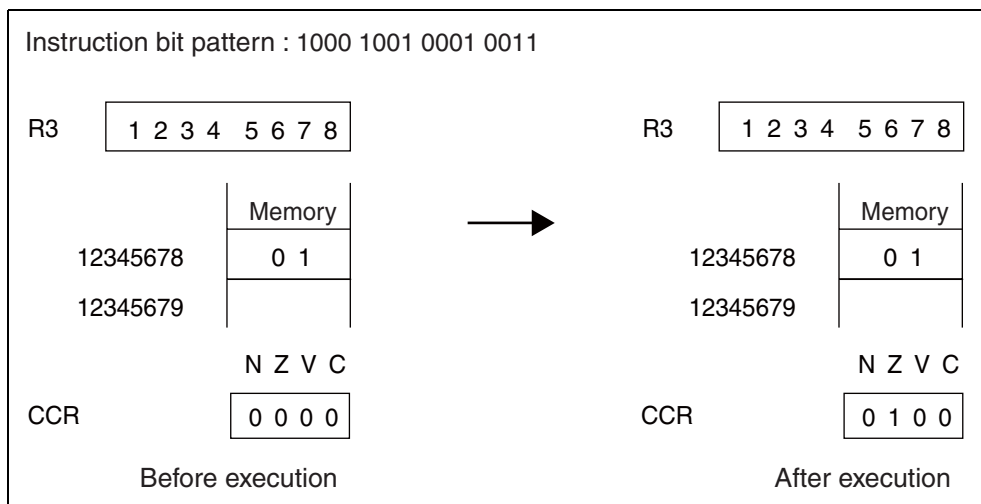 Instruction bit pattern : 1000 1001 0001 0011
R3 1 2 3 4 5 6 7 8 R3 1 2 3 4 5 6 7 8
Memory Memory
12345678 0 1 12345678 0 1
12345679 12345679
N Z V C N Z V C
CCR 0 0 0 0 CCR 0 1 0 0
Before execution After execution